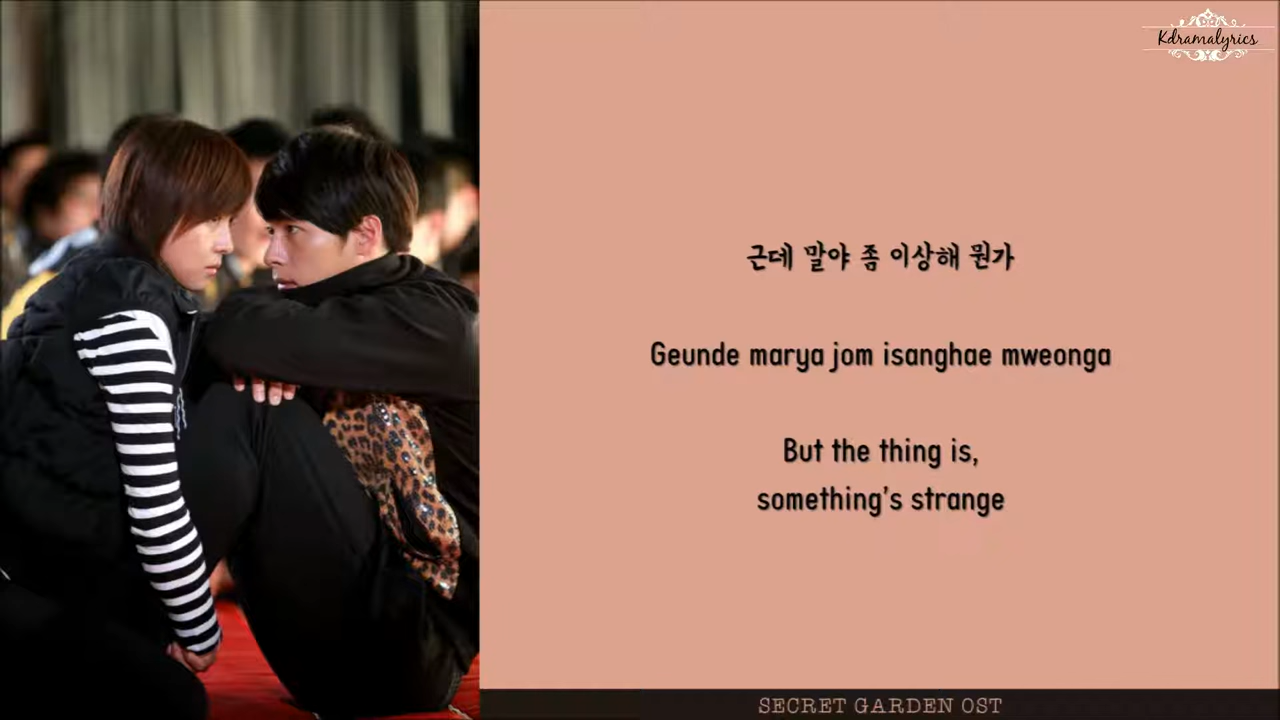 Kdramalyrics
근데 말야 좀 이상해 뭔가
Geunde marya jom isanghae mweonga
But the thing is,
something's strange
SECRET GARDEN OST